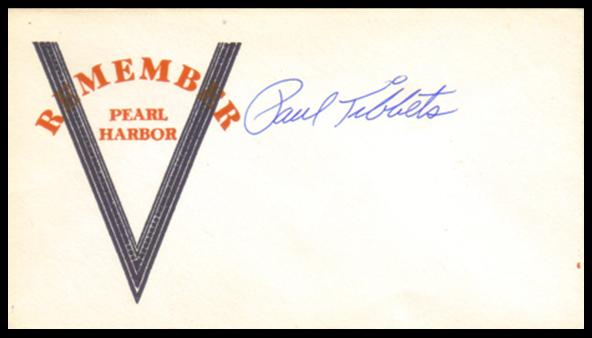 REMEMBER
PEARL
HARBOR
Paul Tibbets